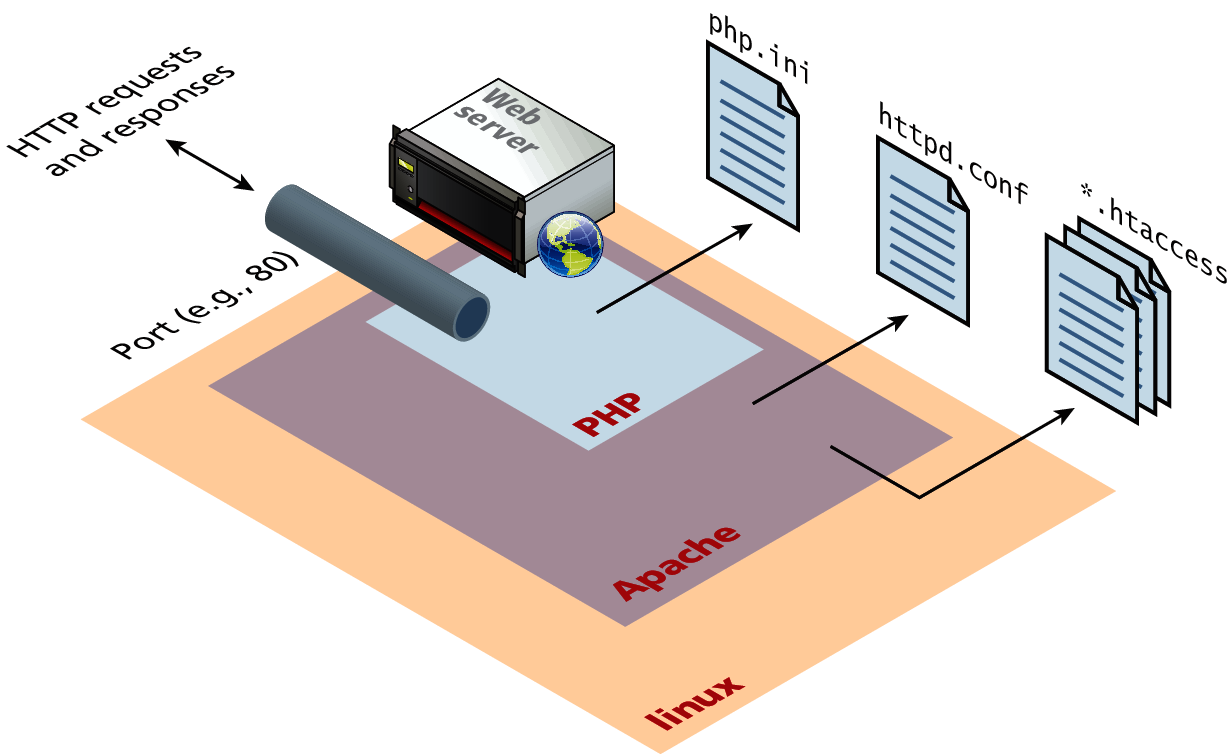 HTTP requests
and responses
Port (e.g., 80)
Web
server
php.ini
httpd.conf
*.htaccess
PHP
Apache
linux